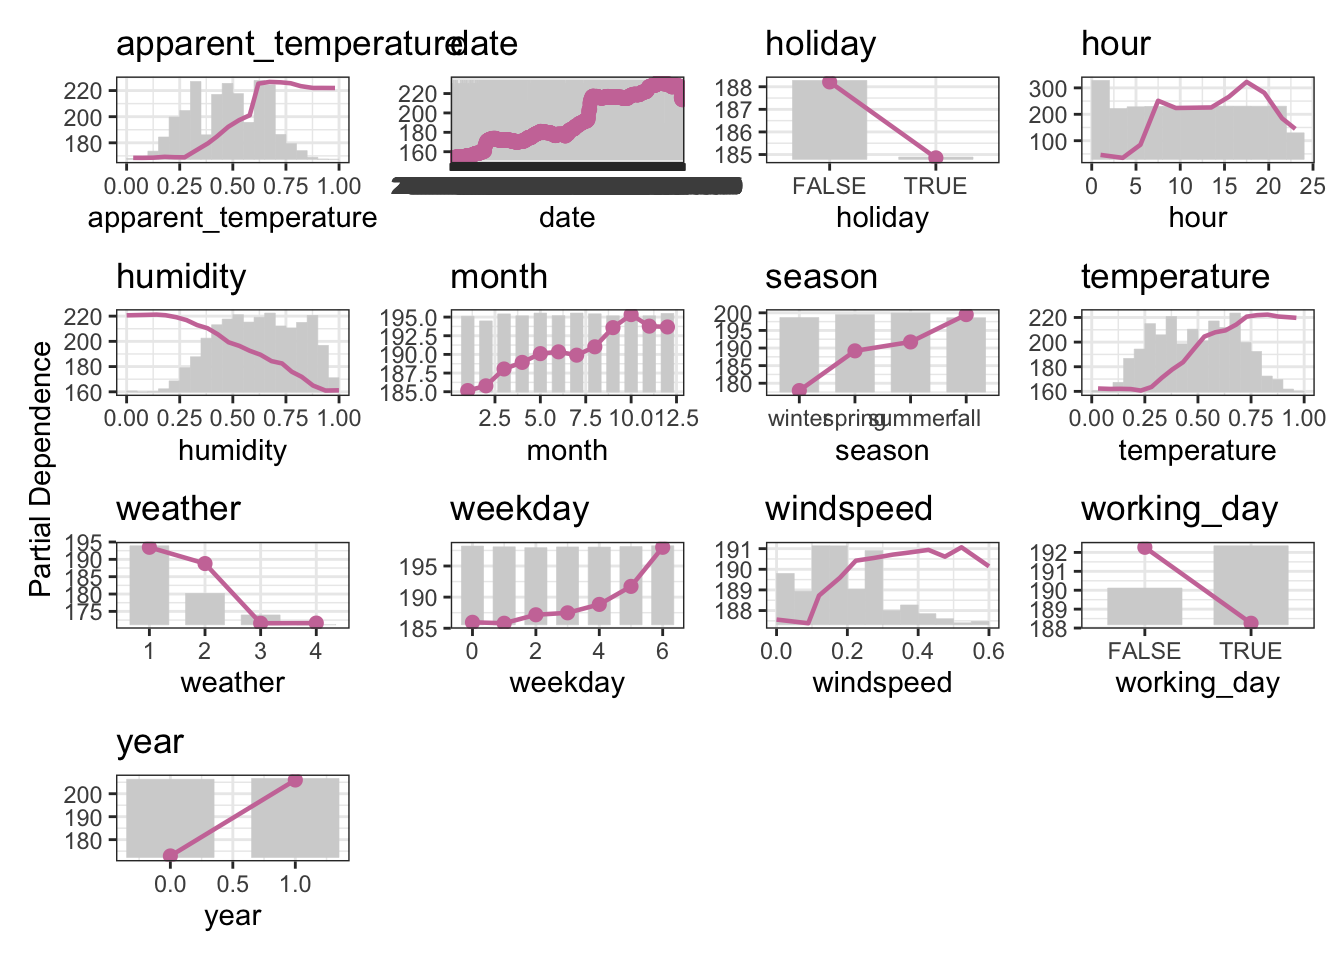 apparent_temperature
date
holiday
hour
220
200
180
0.00 0.25 0.50 0.75 1.00
apparent_temperature
220
200
180
160
date
188
187
186
185
FALSE TRUE
holiday
300
200
100
0 5 10 15 20 25
hour
humidity
month
season
temperature
220
200
180
160
0.00 0.25 0.50 0.75 1.00
humidity
195.0
192.5
190.0
187.5
185.0
2.5 5.0 7.5 10.0 12.5
month
200
195
190
185
180
winter spring summer fall
season
220
200
180
160
0.00 0.25 0.50 0.75 1.00
temperature
Partial Dependence
weather
weekday
windspeed
working_day
195
190
185
180
175
1 2 3 4
weather
195
190
185
0 2 4 6
weekday
191
190
189
188
0.0 0.2 0.4 0.6
windspeed
192
191
190
189
188
FALSE TRUE
working_day
year
200
190
180
0.0 0.5 1.0
year